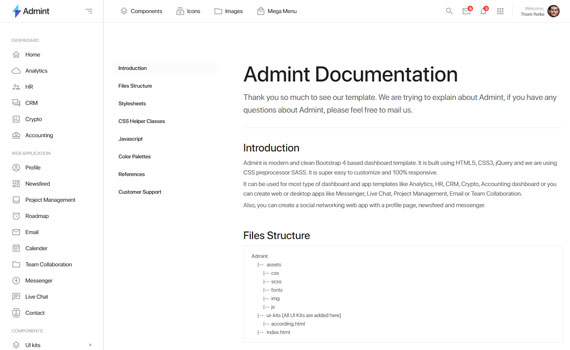 Admint
Components
Icons
Images
Mega Menu
Welcome,
Thom Yorke
DASHBOARD
Home
Analytics
HR
CRM
Crypto
Accounting
WEB APPLICATION
Profile
Newsfeed
Project Management
Roadmap
Email
Calender
Team Collaboration
Messenger
Live Chat
Contact
COMPONENTS
UI kits
Introduction
Files Structure
Stylesheets
CSS Helper Classes
Javascript
Color Palettes
References
Customer Support
Admint Documentation
Thank you so much to see our template. We are trying to explain about Admint, if you have any
questions about Admint, please feel free to mail us.
Introduction
Admint is modern and clean Bootstrap 4 based dashboard template. It is built using HTML5, CSS3, jQuery and we are using
CSS preprocessor SASS. It is super easy to customize and 100% responsive.
It can be used for most type of dashboard and app templates like Analytics, HR, CRM, Crypto, Accounting dashboard or you
can create web or desktop apps like Messenger, Live Chat, Project Management, Email or Team Collaboration.
Also, you can create a social networking web app with a profile page, newsfeed and messenger.
Files Structure
Admint
|-- assets
|-- css
|-- scss
|-- fonts
|-- img
|-- js
|-- ui-kits (All UI Kits are added here)
|-- according.html
|-- index.html